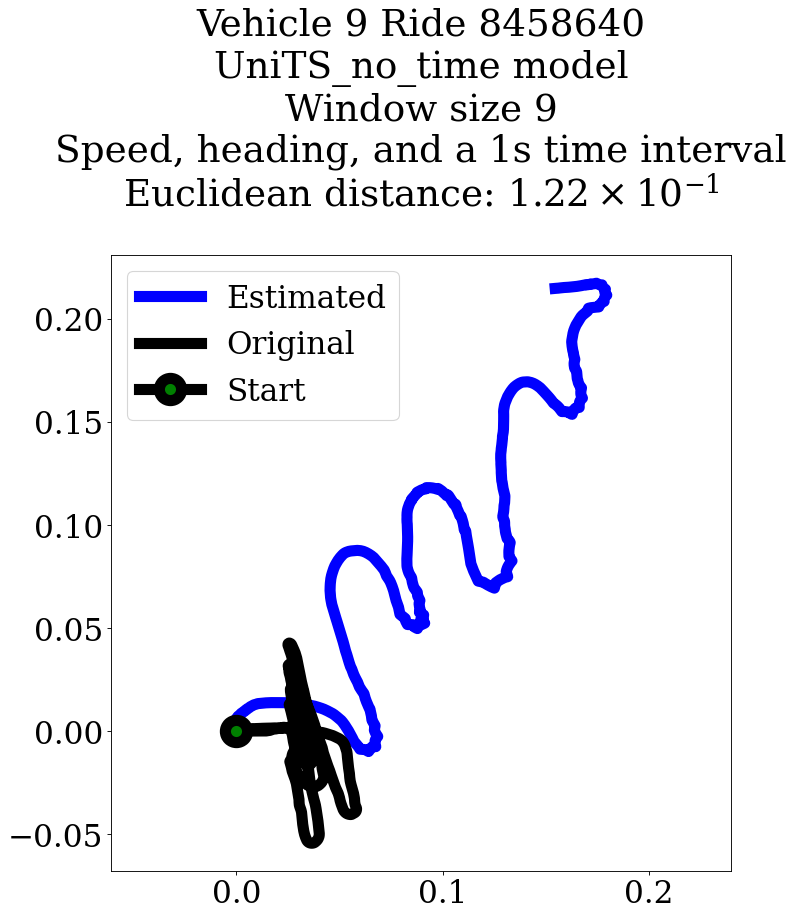 Vehicle 9 Ride 8458640
UniTS_no_time model
Window size 9
Speed, heading, and a 1s time interval
Euclidean distance: 1.22 × 10⁻¹
Estimated
Original
Start
0.20
0.15
0.10
0.05
0.00
−0.05
0.0 0.1 0.2